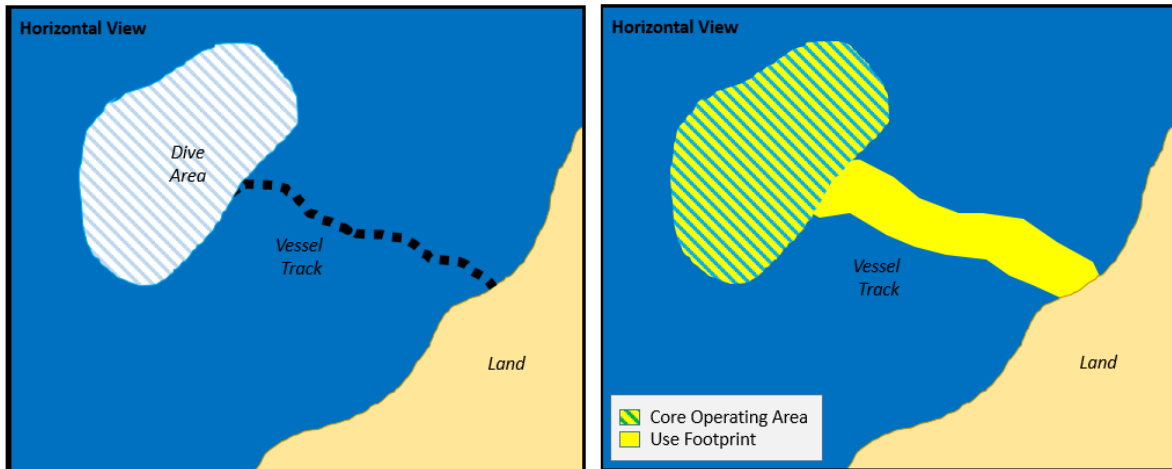 Horizontal View
Dive
Area
Vessel
Track
Land
Horizontal View
Vessel
Track
Land
Core Operating Area
Use Footprint